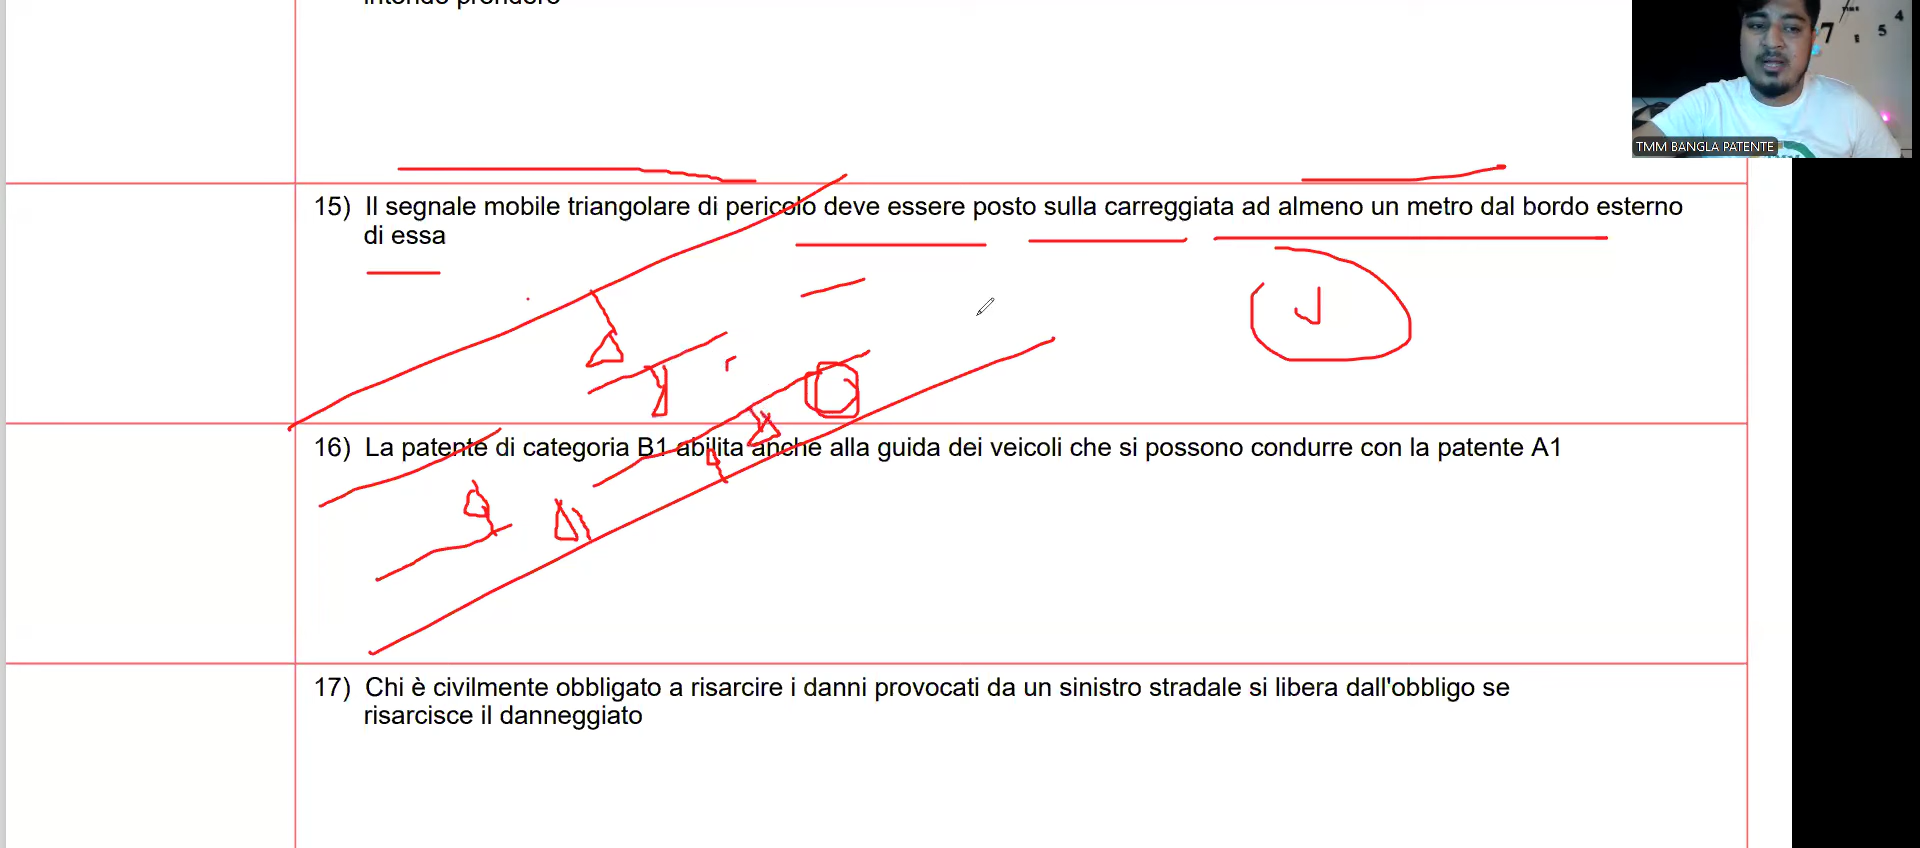 TMM BANGLA PATENTE
15) Il segnale mobile triangolare di pericolo deve essere posto sulla carreggiata ad almeno un metro dal bordo esterno
di essa
16) La patente di categoria B1 abilita anche alla guida dei veicoli che si possono condurre con la patente A1
17) Chi è civilmente obbligato a risarcire i danni provocati da un sinistro stradale si libera dall'obbligo se
risarcisce il danneggiato